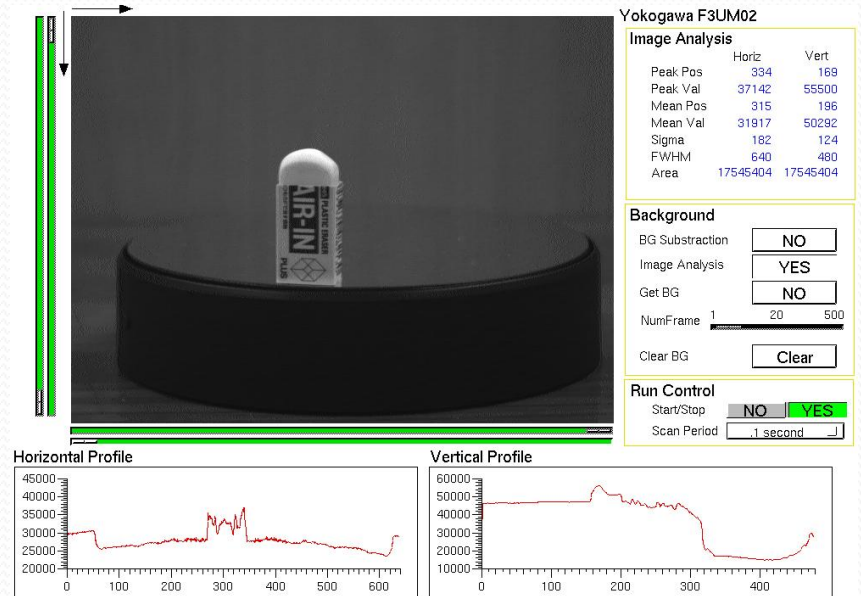 Yokogawa F3UM02
Image Analysis
Horiz Vert
Peak Pos 334 169
Peak Val 37142 55500
Mean Pos 315 196
Mean Val 31917 50292
Sigma 182 124
FWHM 640 480
Area 17545404 17545404
Background
BG Substraction NO
Image Analysis YES
Get BG NO
NumFrame 1 20 500
Clear BG Clear
Run Control
Start/Stop NO YES
Scan Period .1 second
PLASTIC ERASER
AIR-IN
PLUS
Horizontal Profile
45000
40000
35000
30000
25000
20000
0 100 200 300 400 500 600
Vertical Profile
60000
50000
40000
30000
20000
10000
0 100 200 300 400